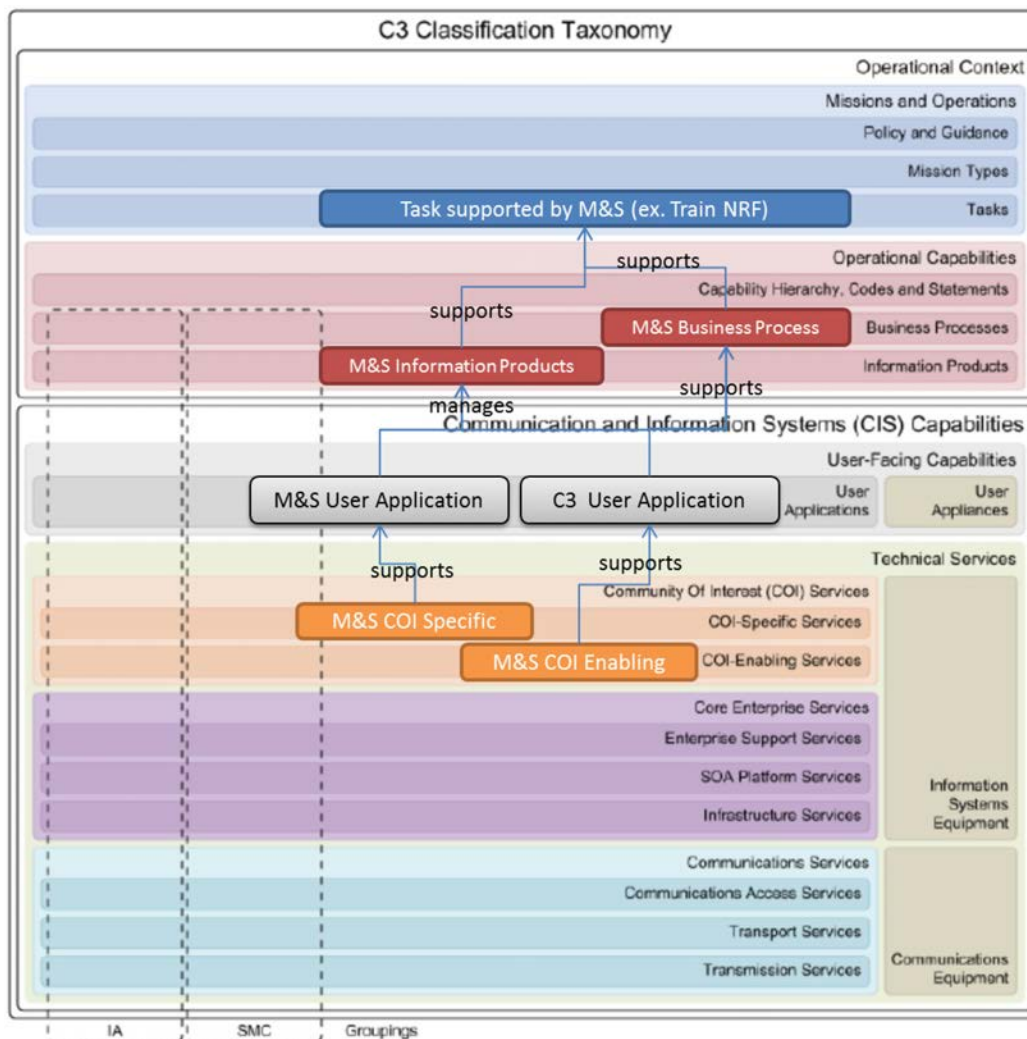 C3 Classification Taxonomy
Operational Context
Missions and Operations
Policy and Guidance
Mission Types
Task supported by M&S (ex. Train NRF)
Tasks
supports
Operational Capabilities
Capability Hierarchy, Codes and Statements
supports
M&S Business Process
Business Processes
M&S Information Products
Information Products
supports
manages
Communication and Information Systems (CIS) Capabilities
User-Facing Capabilities
M&S User Application
C3 User Application
User
Applications
User
Appliances
Technical Services
supports
supports
Community Of Interest (COI) Services
M&S COI Specific
COI-Specific Services
M&S COI Enabling
COI-Enabling Services
Core Enterprise Services
Enterprise Support Services
SOA Platform Services
Infrastructure Services
Information
Systems
Equipment
Communications Services
Communications Access Services
Transport Services
Transmission Services
Communications
Equipment
IA
SMC
Groupings